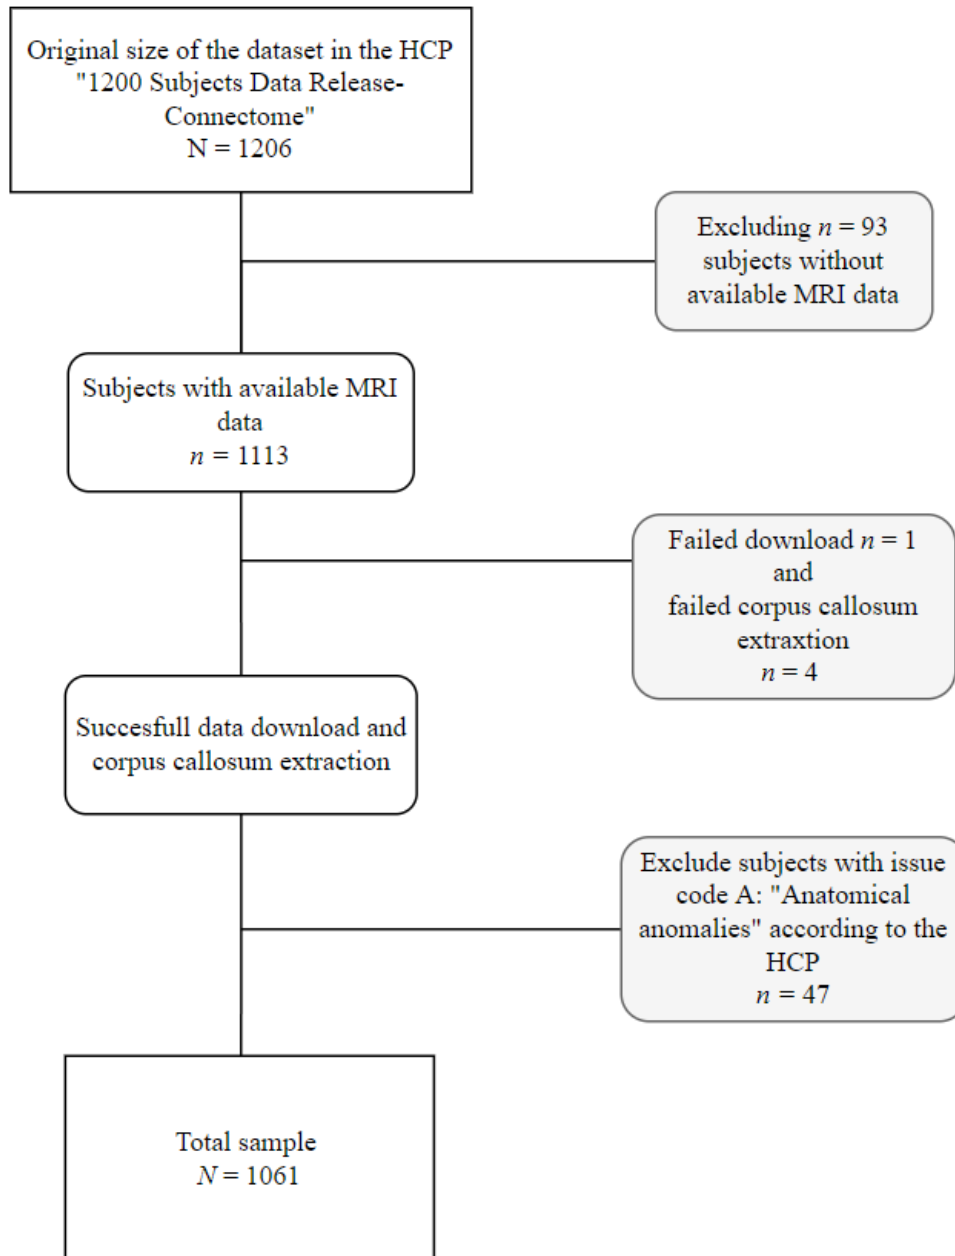 Original size of the dataset in the HCP
"1200 Subjects Data Release-
Connectome"
N = 1206
Excluding n = 93
subjects without
available MRI data
Subjects with available MRI
data
n = 1113
Failed download n = 1
and
failed corpus callosum
extraxtion
n = 4
Succesfull data download and
corpus callosum extraction
Exclude subjects with issue
code A: "Anatomical
anomalies" according to the
HCP
n = 47
Total sample
N = 1061